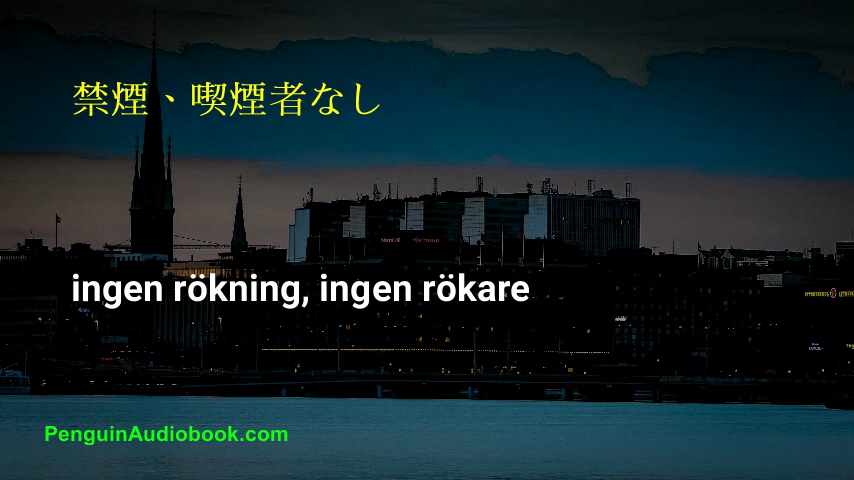 禁煙、喫煙者なし
ingen rökning, ingen rökare
PenguinAudiobook.com